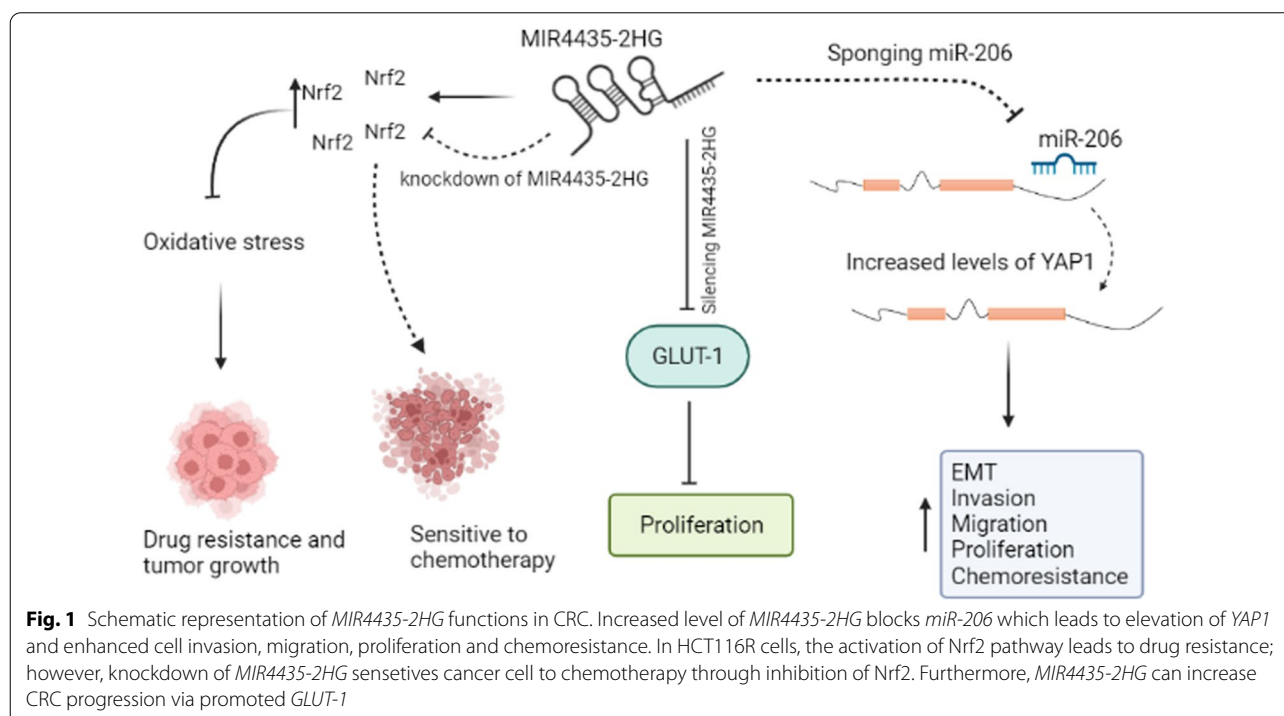 MIR4435-2HG
Sponging miR-206
Nrf2
Nrf2
Nrf2
Nrf2
miR-206
knockdown of MIR4435-2HG
Silencing MIR4435-2HG
Oxidative stress
Increased levels of YAP1
GLUT-1
EMT
Invasion
Migration
Proliferation
Chemoresistance
Proliferation
Drug resistance and
tumor growth
Sensitive to
chemotherapy
Fig. 1 Schematic representation of MIR4435-2HG functions in CRC. Increased level of MIR4435-2HG blocks miR-206 which leads to elevation of YAP1
and enhanced cell invasion, migration, proliferation and chemoresistance. In HCT116R cells, the activation of Nrf2 pathway leads to drug resistance;
however, knockdown of MIR4435-2HG sensetives cancer cell to chemotherapy through inhibition of Nrf2. Furthermore, MIR4435-2HG can increase
CRC progression via promoted GLUT-1